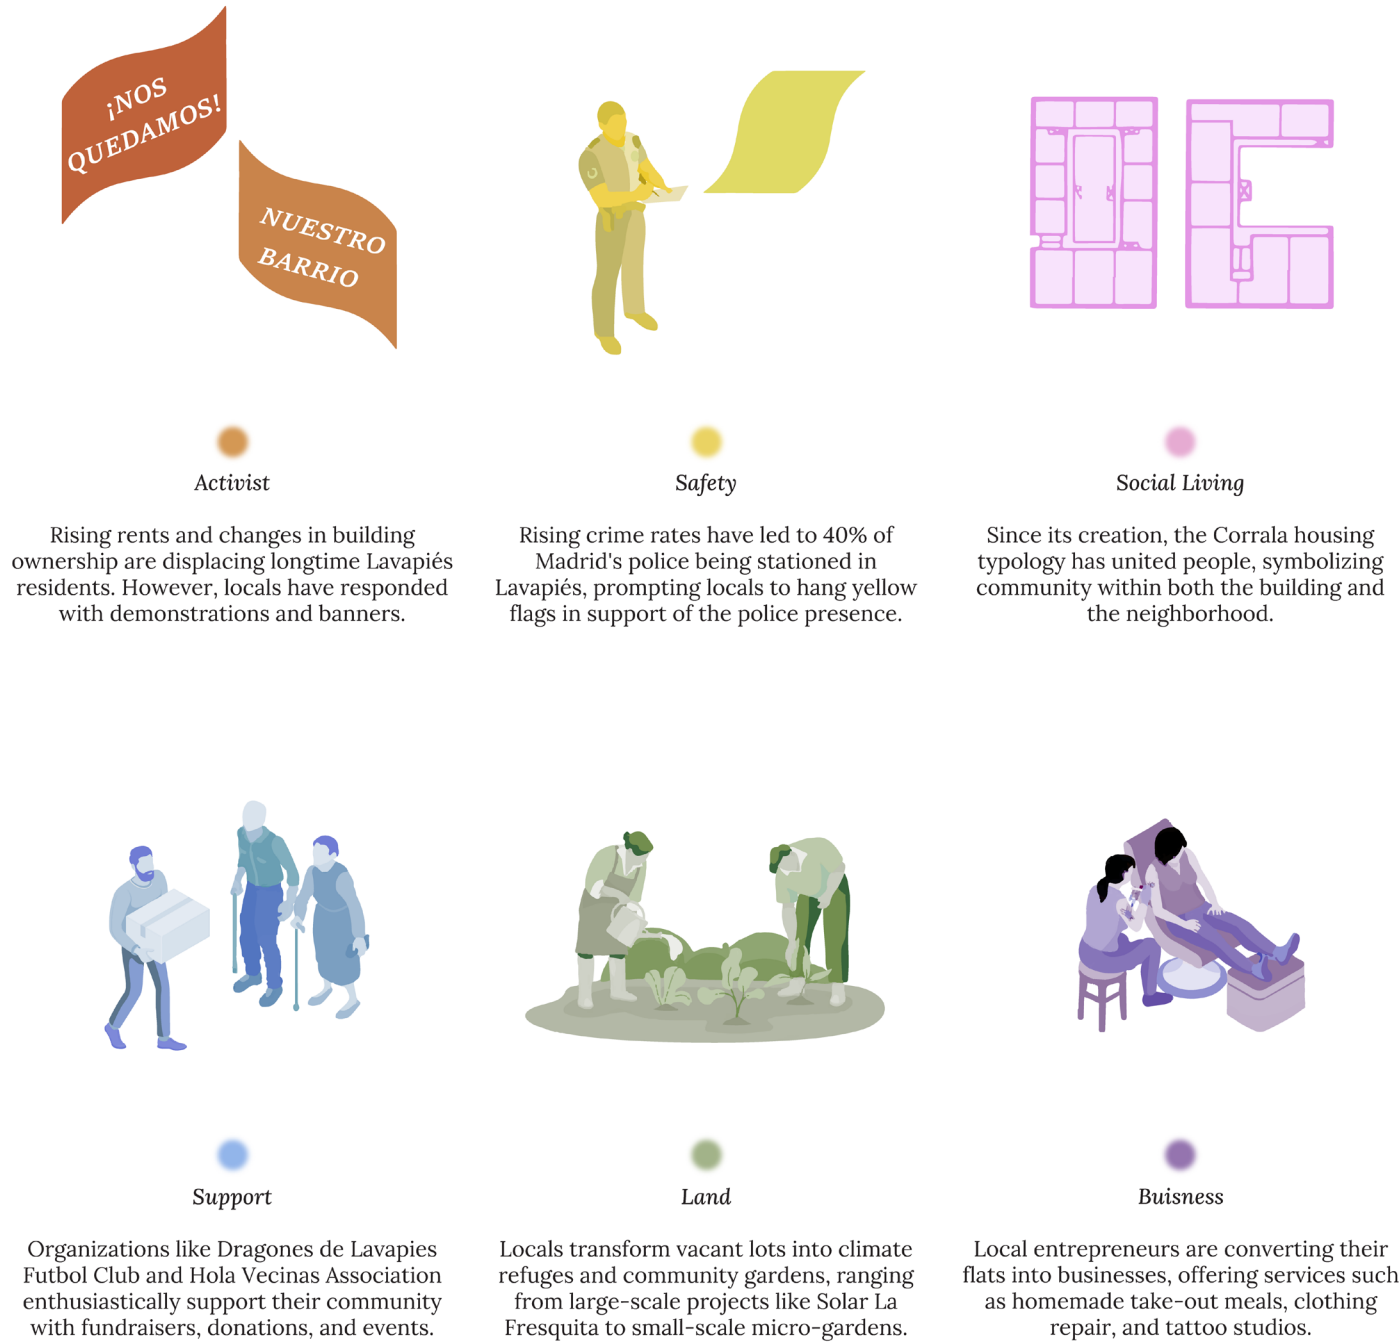 ¡NOS
QUEDAMOS!
NUESTRO
BARRIO
Activist
Rising rents and changes in building
ownership are displacing longtime Lavapiés
residents. However, locals have responded
with demonstrations and banners.
Safety
Rising crime rates have led to 40% of
Madrid's police being stationed in
Lavapiés, prompting locals to hang yellow
flags in support of the police presence.
Social Living
Since its creation, the Corrala housing
typology has united people, symbolizing
community within both the building and
the neighborhood.
Support
Organizations like Dragones de Lavapies
Futbol Club and Hola Vecinas Association
enthusiastically support their community
with fundraisers, donations, and events.
Land
Locals transform vacant lots into climate
refuges and community gardens, ranging
from large-scale projects like Solar La
Fresquita to small-scale micro-gardens.
Buisness
Local entrepreneurs are converting their
flats into businesses, offering services such
as homemade take-out meals, clothing
repair, and tattoo studios.